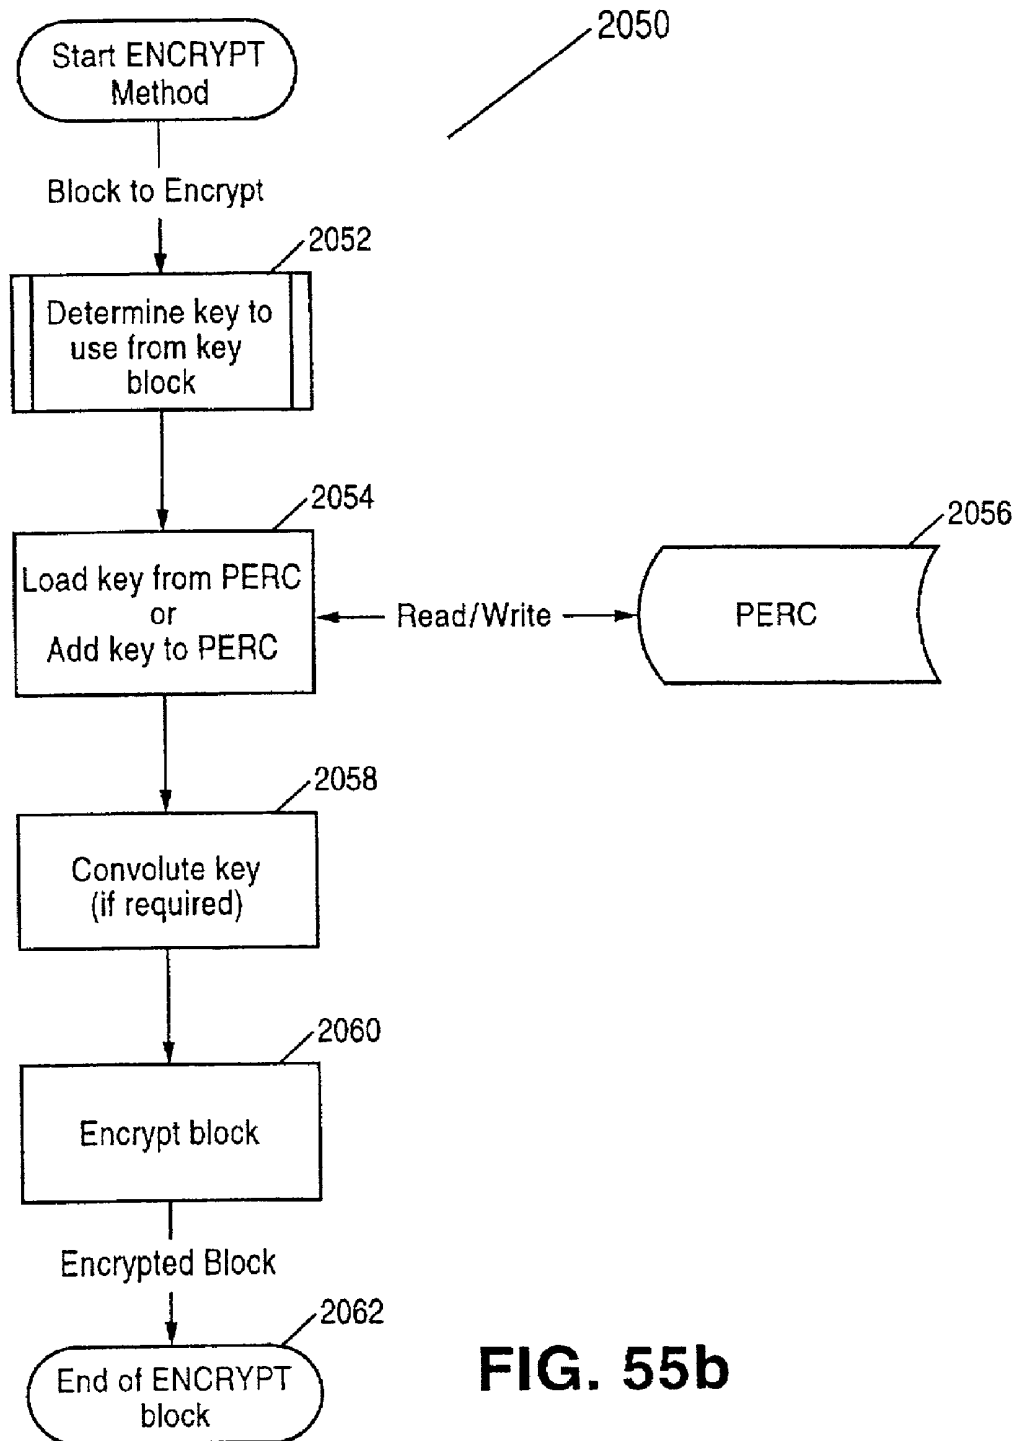 2050
Start ENCRYPT
Method
Block to Encrypt
2052
Determine key to
use from key
block
2054
Load key from PERC
or
Add key to PERC
Read/Write
2056
PERC
2058
Convolute key
(if required)
2060
Encrypt block
Encrypted Block
2062
End of ENCRYPT
block
FIG. 55b